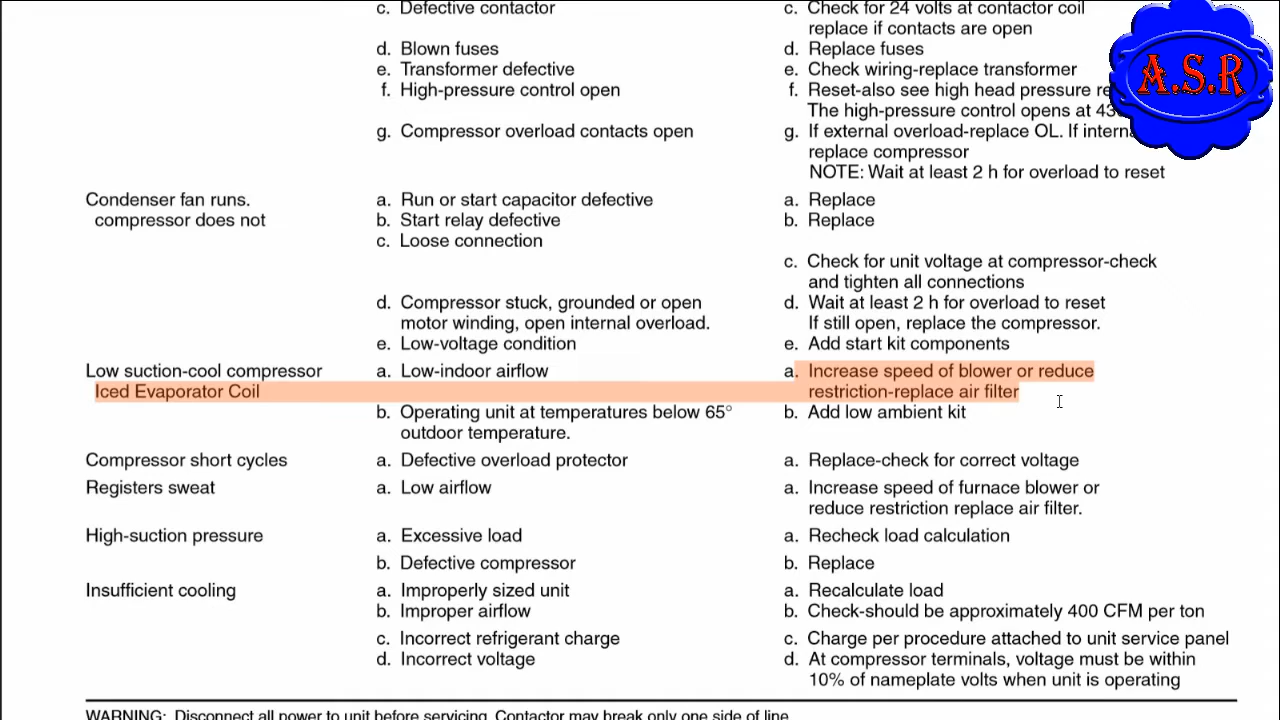 c. Defective contactor c. Check for 24 volts at contactor coil
replace if contacts are open
d. Blown fuses d. Replace fuses
e. Transformer defective e. Check wiring-replace transformer
f. High-pressure control open f. Reset-also see high head pressure
The high-pressure control opens at
g. Compressor overload contacts open g. If external overload-replace OL. If
replace compressor
NOTE: Wait at least 2 h for overload to reset
Condenser fan runs. a. Run or start capacitor defective a. Replace
compressor does not b. Start relay defective b. Replace
c. Loose connection
c. Check for unit voltage at compressor-check
and tighten all connections
d. Compressor stuck, grounded or open d. Wait at least 2 h for overload to reset
motor winding, open internal overload. If still open, replace the compressor.
e. Low-voltage condition e. Add start kit components
Low suction-cool compressor a. Low-indoor airflow a. Increase speed of blower or reduce
Iced Evaporator Coil restriction-replace air filter
b. Operating unit at temperatures below 65° b. Add low ambient kit
outdoor temperature.
Compressor short cycles a. Defective overload protector a. Replace-check for correct voltage
Registers sweat a. Low airflow a. Increase speed of furnace blower or
reduce restriction replace air filter.
High-suction pressure a. Excessive load a. Recheck load calculation
b. Defective compressor b. Replace
Insufficient cooling a. Improperly sized unit a. Recalculate load
b. Improper airflow b. Check-should be approximately 400 CFM per ton
c. Incorrect refrigerant charge c. Charge per procedure attached to unit service panel
d. Incorrect voltage d. At compressor terminals, voltage must be within
10% of nameplate volts when unit is operating
WARNING: Disconnect all power to unit before servicing. Contactor may break only one side of line.
A.S.R